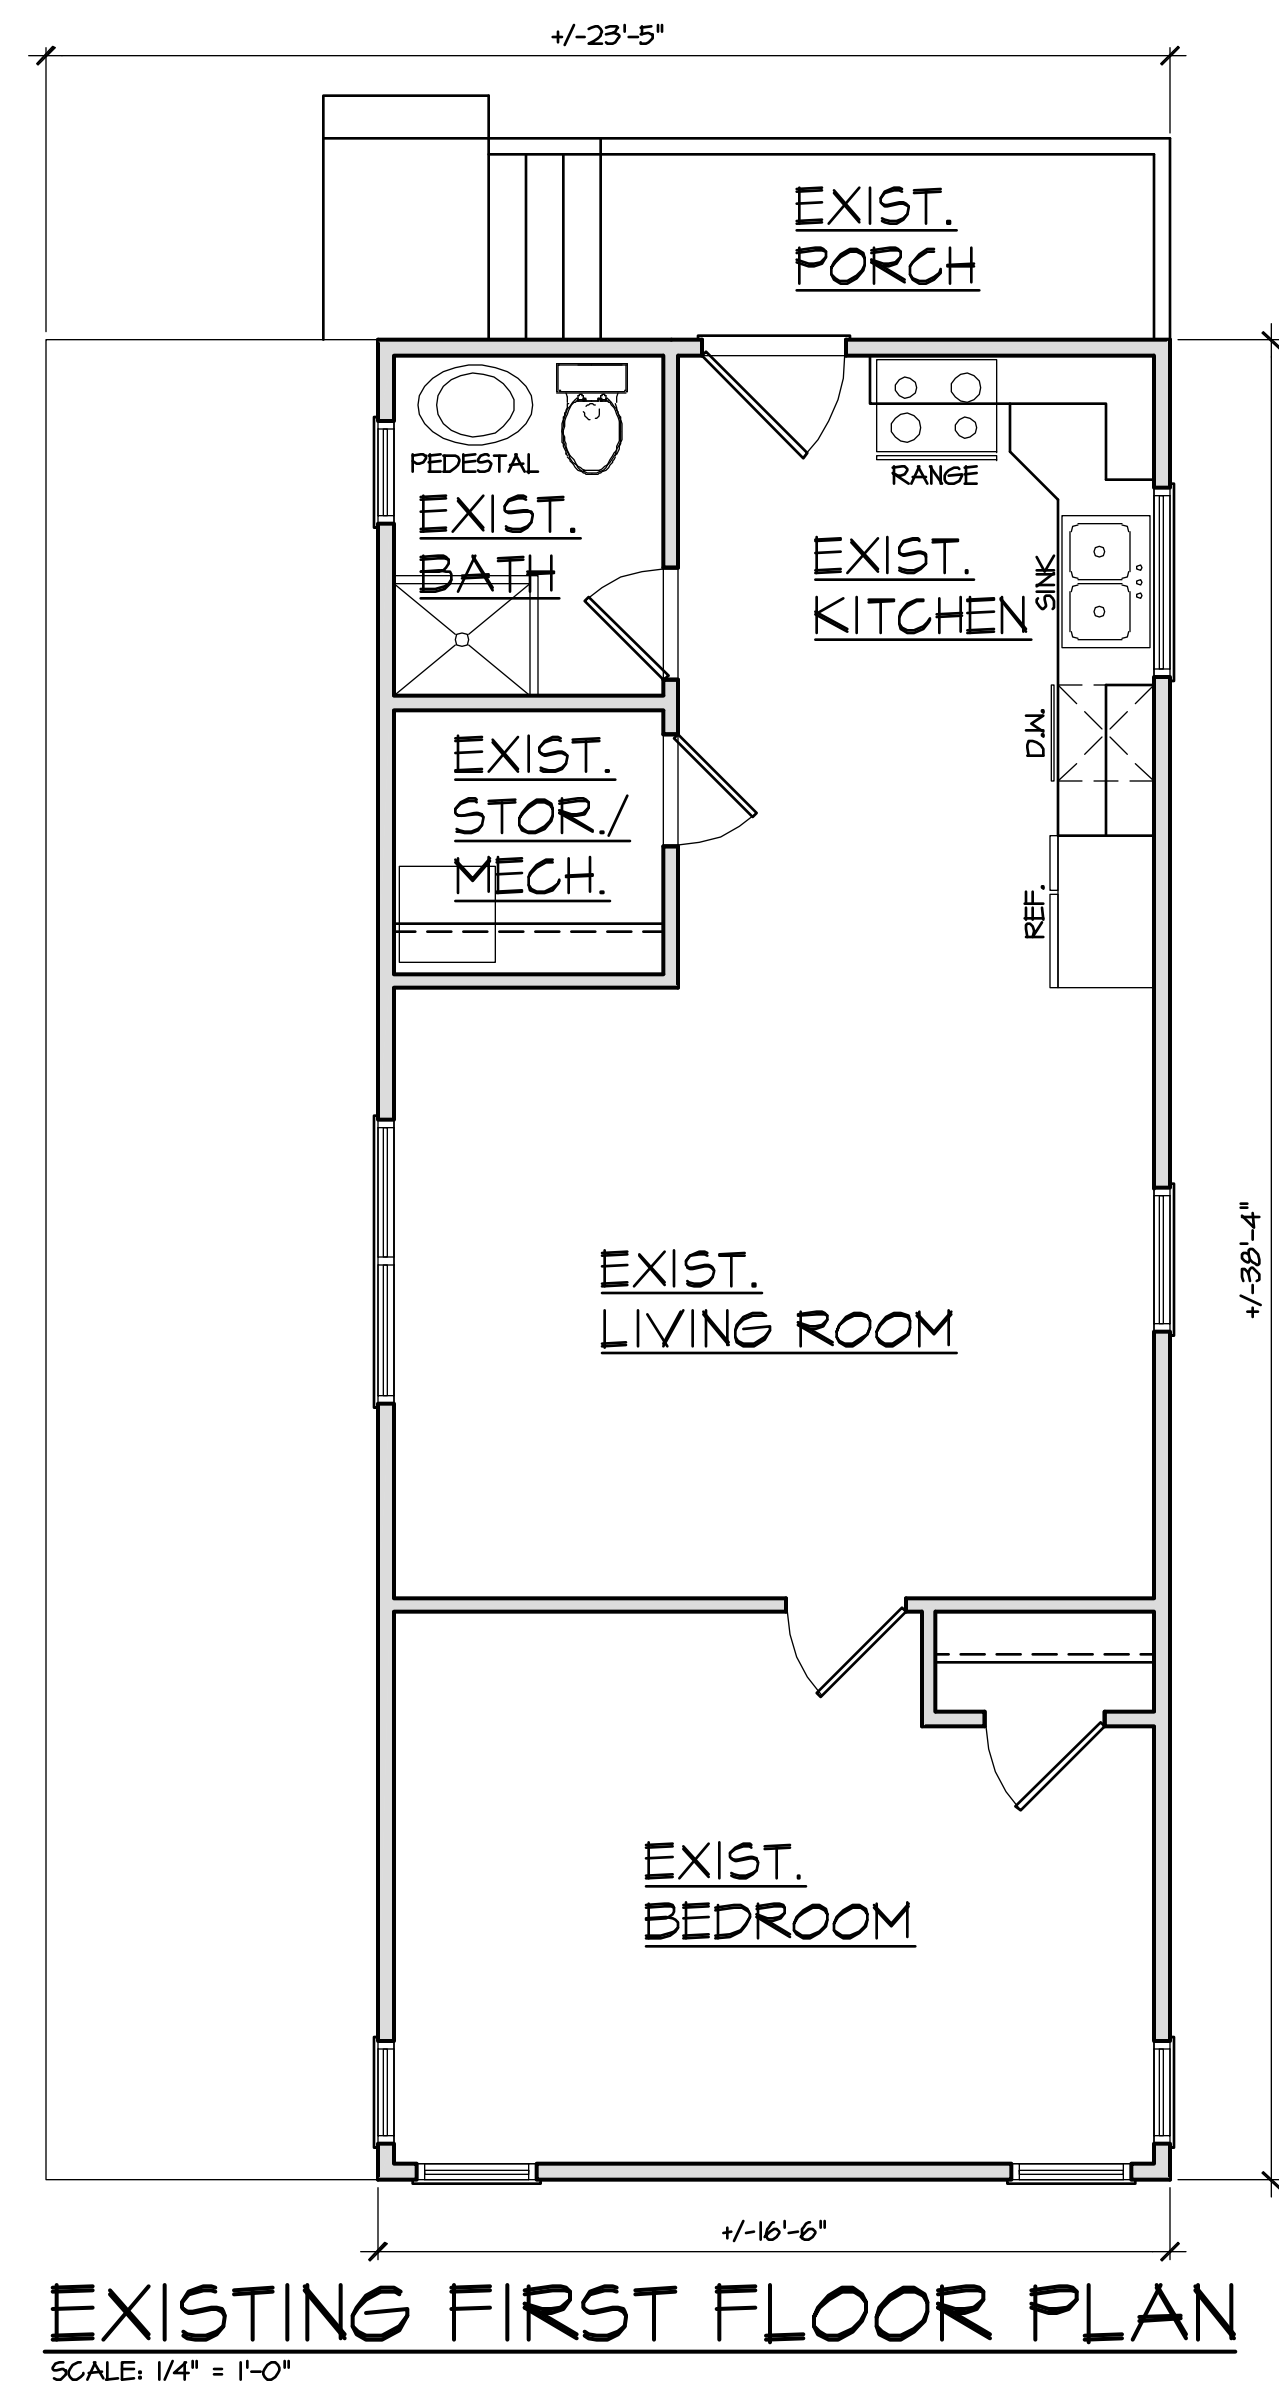 +/-23'-5"
EXIST.
PORCH
PEDESTAL
EXIST.
BATH
RANGE
EXIST.
KITCHEN
SINK
D.W.
REF.
EXIST.
STOR./
MECH.
EXIST.
LIVING ROOM
+/-38'-4"
EXIST.
BEDROOM
+/-16'-6"
EXISTING FIRST FLOOR PLAN
SCALE: 1/4" = 1'-0"